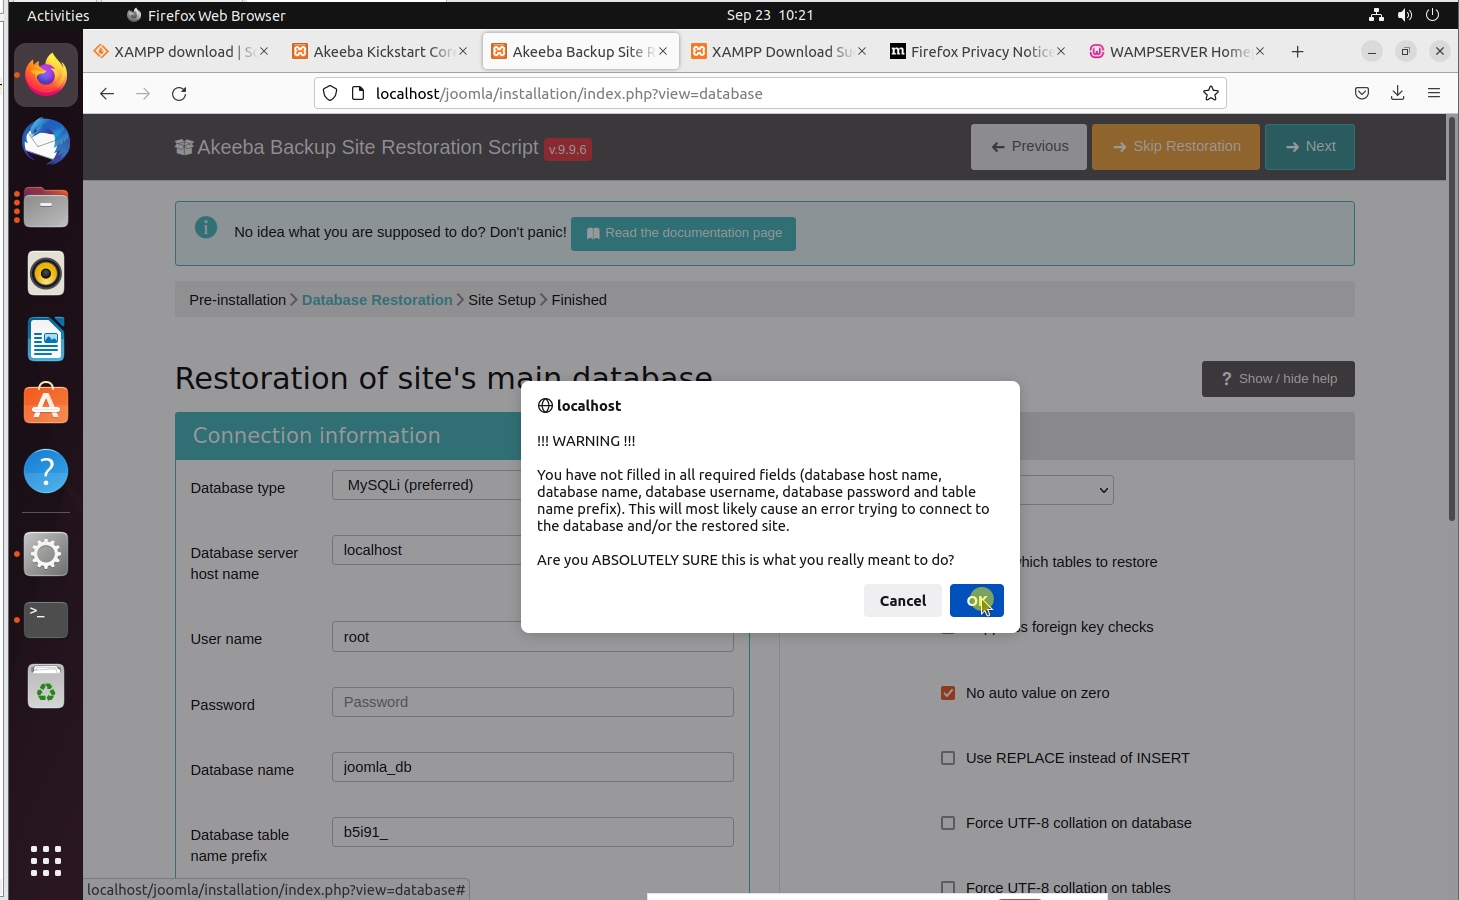 Activities
Firefox Web Browser
Sep 23 10:21
XAMPP download | S
Akeeba Kickstart Cor
Akeeba Backup Site R
XAMPP Download Su
Firefox Privacy Notice
WAMPSERVER Home
localhost/joomla/installation/index.php?view=database
Akeeba Backup Site Restoration Script v.9.9.6
Previous
Skip Restoration
Next
No idea what you are supposed to do? Don't panic!
Read the documentation page
Pre-installation
Database Restoration
Site Setup
Finished
Restoration of site's main database
? Show / hide help
Connection information
Database type
MySQLi (preferred)
Database server
host name
localhost
User name
root
Password
Password
Database name
joomla_db
Database table
name prefix
b5i91_
localhost
!!! WARNING !!!
You have not filled in all required fields (database host name,
database name, database username, database password and table
name prefix). This will most likely cause an error trying to connect to
the database and/or the restored site.
Are you ABSOLUTELY SURE this is what you really meant to do?
Cancel
OK
which tables to restore
foreign key checks
No auto value on zero
Use REPLACE instead of INSERT
Force UTF-8 collation on database
Force UTF-8 collation on tables
localhost/joomla/installation/index.php?view=database#